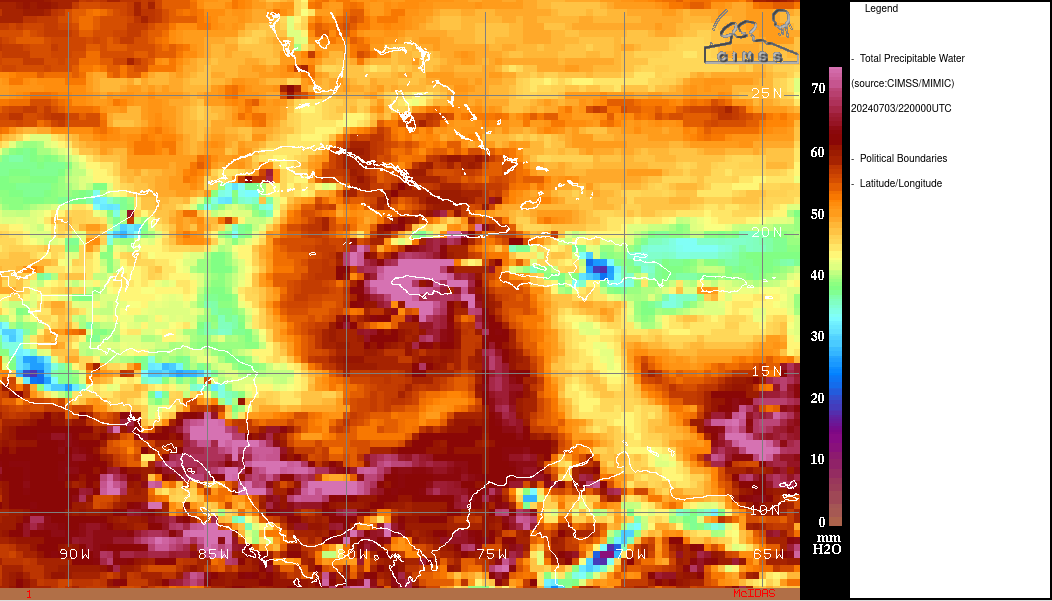 Legend
- Total Precipitable Water
(source:CIMSS/MIMIC)
20240703/220000UTC
- Political Boundaries
- Latitude/Longitude
CIMSS
25N
20N
15N
10N
90W
85W
80W
75W
70W
65W
70
60
50
40
30
20
10
0
mm
H2O
1
McIDAS